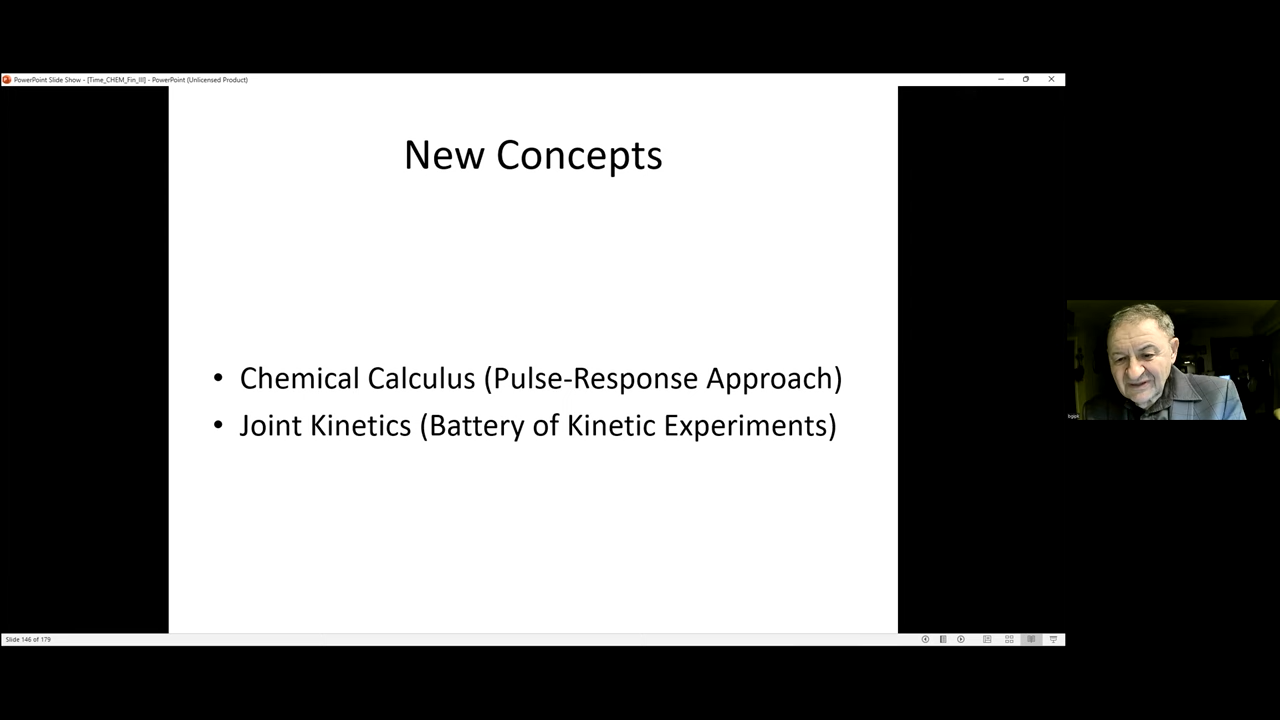 PowerPoint Slide Show - [Time_CHEM_Fin_III] - PowerPoint (Unlicensed Product)
New Concepts
• Chemical Calculus (Pulse-Response Approach)
• Joint Kinetics (Battery of Kinetic Experiments)
Slide 146 of 179